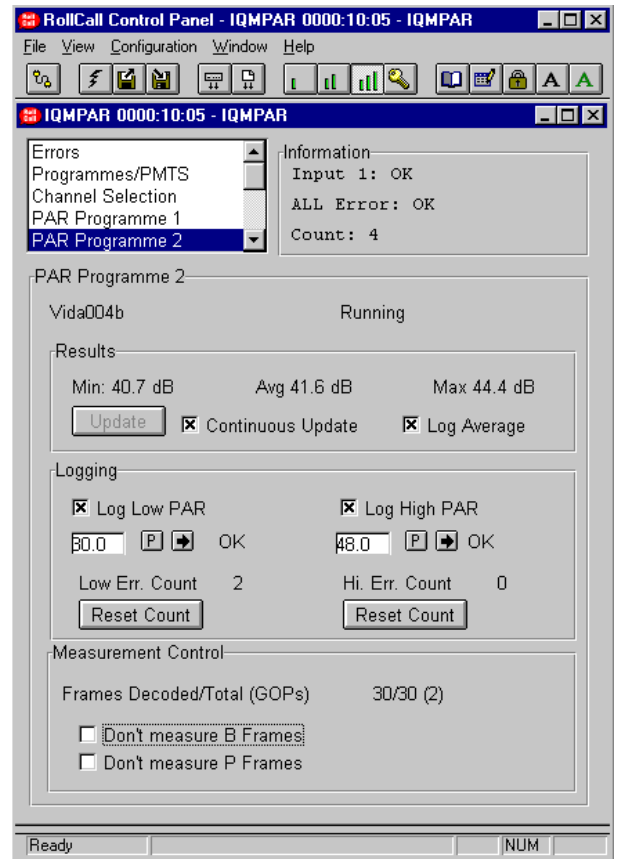 RollCall Control Panel - IQMPAR 0000:10:05 - IQMPAR
File View Configuration Window Help
A A
IQMPAR 0000:10:05 - IQMPAR
Errors
Programmes/PMTS
Channel Selection
PAR Programme 1
PAR Programme 2
Information
Input 1: OK
ALL Error: OK
Count: 4
PAR Programme 2
Vida004b Running
Results
Min: 40.7 dB Avg 41.6 dB Max 44.4 dB
Update Continuous Update Log Average
Logging
Log Low PAR Log High PAR
30.0 P OK 48.0 P OK
Low Err. Count 2 Hi. Err. Count 0
Reset Count Reset Count
Measurement Control
Frames Decoded/Total (GOPs) 30/30 (2)
Don't measure B Frames
Don't measure P Frames
Ready NUM